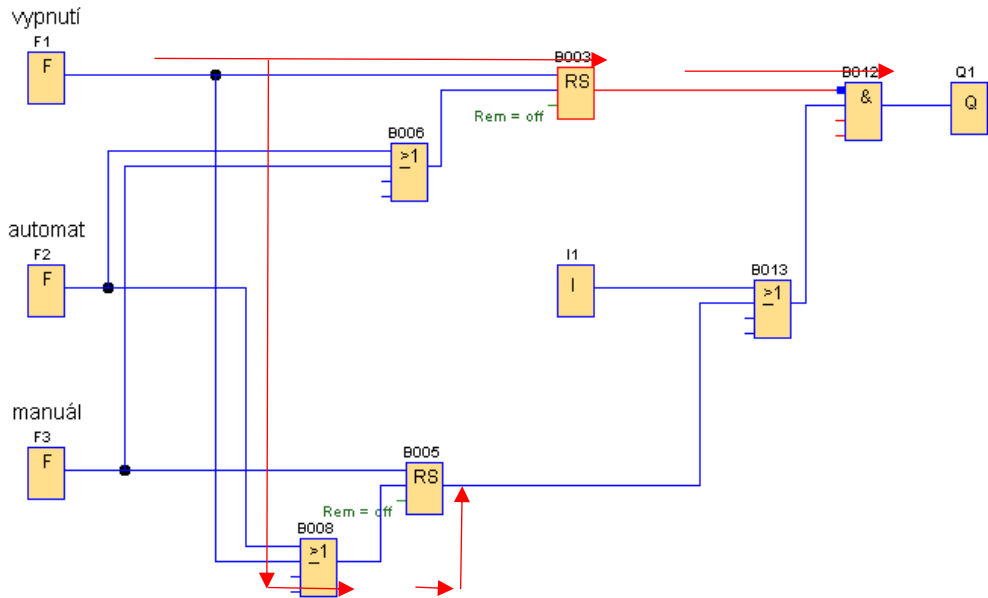 vypnutí
F1
F
B003
RS
Rem = off
B012
&
Q1
Q
B006
>1
automat
F2
F
I1
I
B013
>1
manuál
F3
F
B005
RS
Rem = off
B008
>1